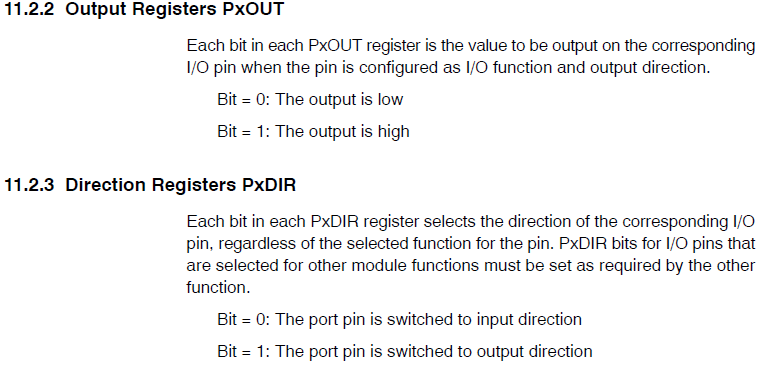 11.2.2 Output Registers PxOUT
Each bit in each PxOUT register is the value to be output on the corresponding
I/O pin when the pin is configured as I/O function and output direction.
Bit = 0: The output is low
Bit = 1: The output is high
11.2.3 Direction Registers PxDIR
Each bit in each PxDIR register selects the direction of the corresponding I/O
pin, regardless of the selected function for the pin. PxDIR bits for I/O pins that
are selected for other module functions must be set as required by the other
function.
Bit = 0: The port pin is switched to input direction
Bit = 1: The port pin is switched to output direction